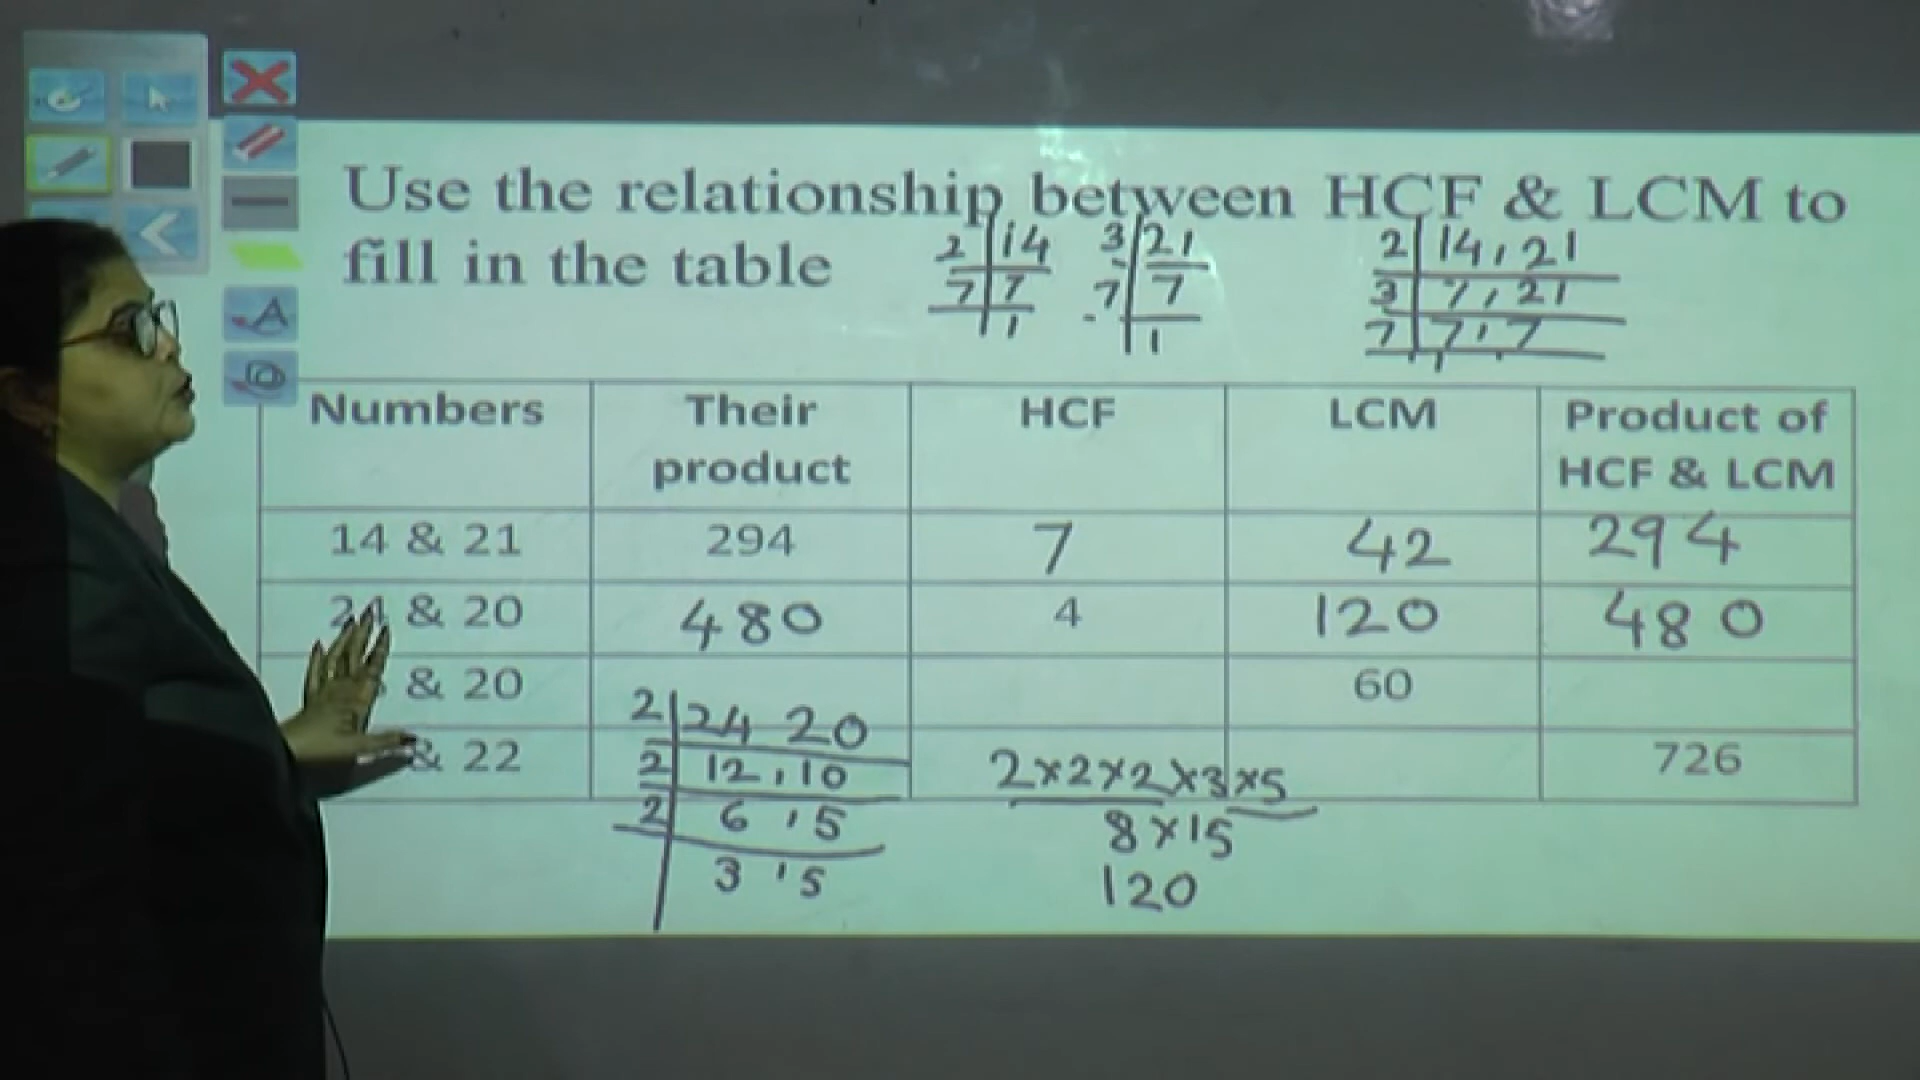 Use the relationship between HCF & LCM to
fill in the table
2 14
7 7
1
3 21
7 7
1
2 14, 21
3 7, 21
7 7, 7
1,
Numbers Their product HCF LCM Product of HCF & LCM
14 & 21 294 7 42 294
24 & 20 480 4 120 480
& 20 60
& 22 726
2 24 20
2 12, 10
2 6, 5
3, 5
2×2×2×3×5
8×15
120
A